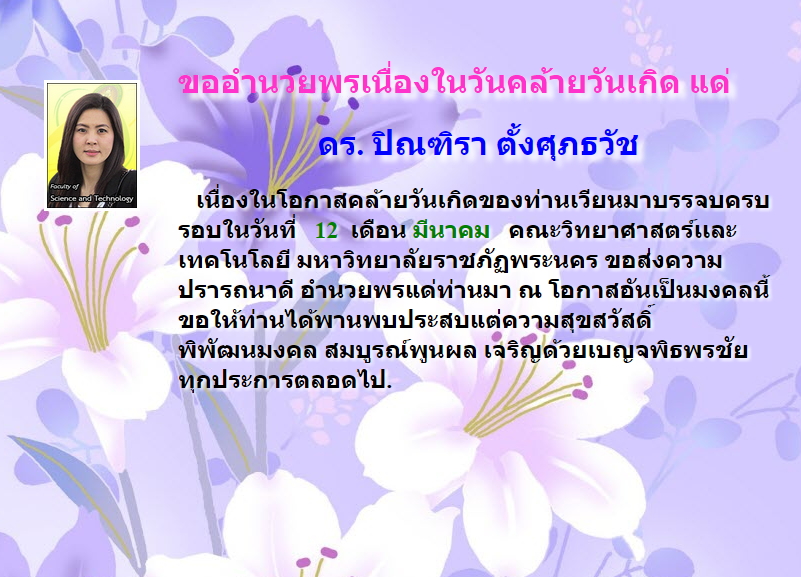 ขออำนวยพรเนื่องในวันคล้ายวันเกิด แด่
ดร. ปิณฑิรา ตั้งศุภธวัช
Faculty of
Science and Technology
เนื่องในโอกาสคล้ายวันเกิดของท่านเวียนมาบรรจบครบ
รอบในวันที่ 12 เดือน มีนาคม คณะวิทยาศาสตร์และ
เทคโนโลยี มหาวิทยาลัยราชภัฏพระนคร ขอส่งความ
ปรารถนาดี อำนวยพรแด่ท่านมา ณ โอกาสอันเป็นมงคลนี้
ขอให้ท่านได้พานพบประสบแต่ความสุขสวัสดิ์
พิพัฒนมงคล สมบูรณ์พูนผล เจริญด้วยเบญจพิธพรชัย
ทุกประการตลอดไป.